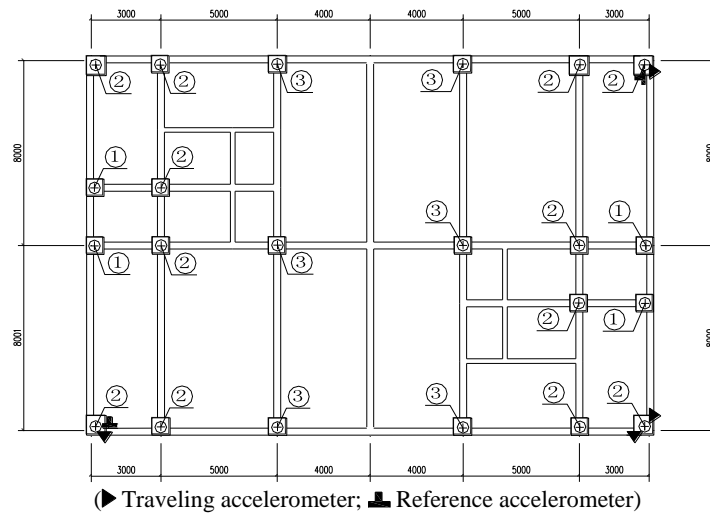 3000 5000 4000 4000 5000 3000
② ② ③ ③ ② ②
8000 8000
① ②
③ ② ①
① ② ③
② ①
8001 8000
② ② ③ ③ ② ②
3000 5000 4000 4000 5000 3000
(▶ Traveling accelerometer; Reference accelerometer)